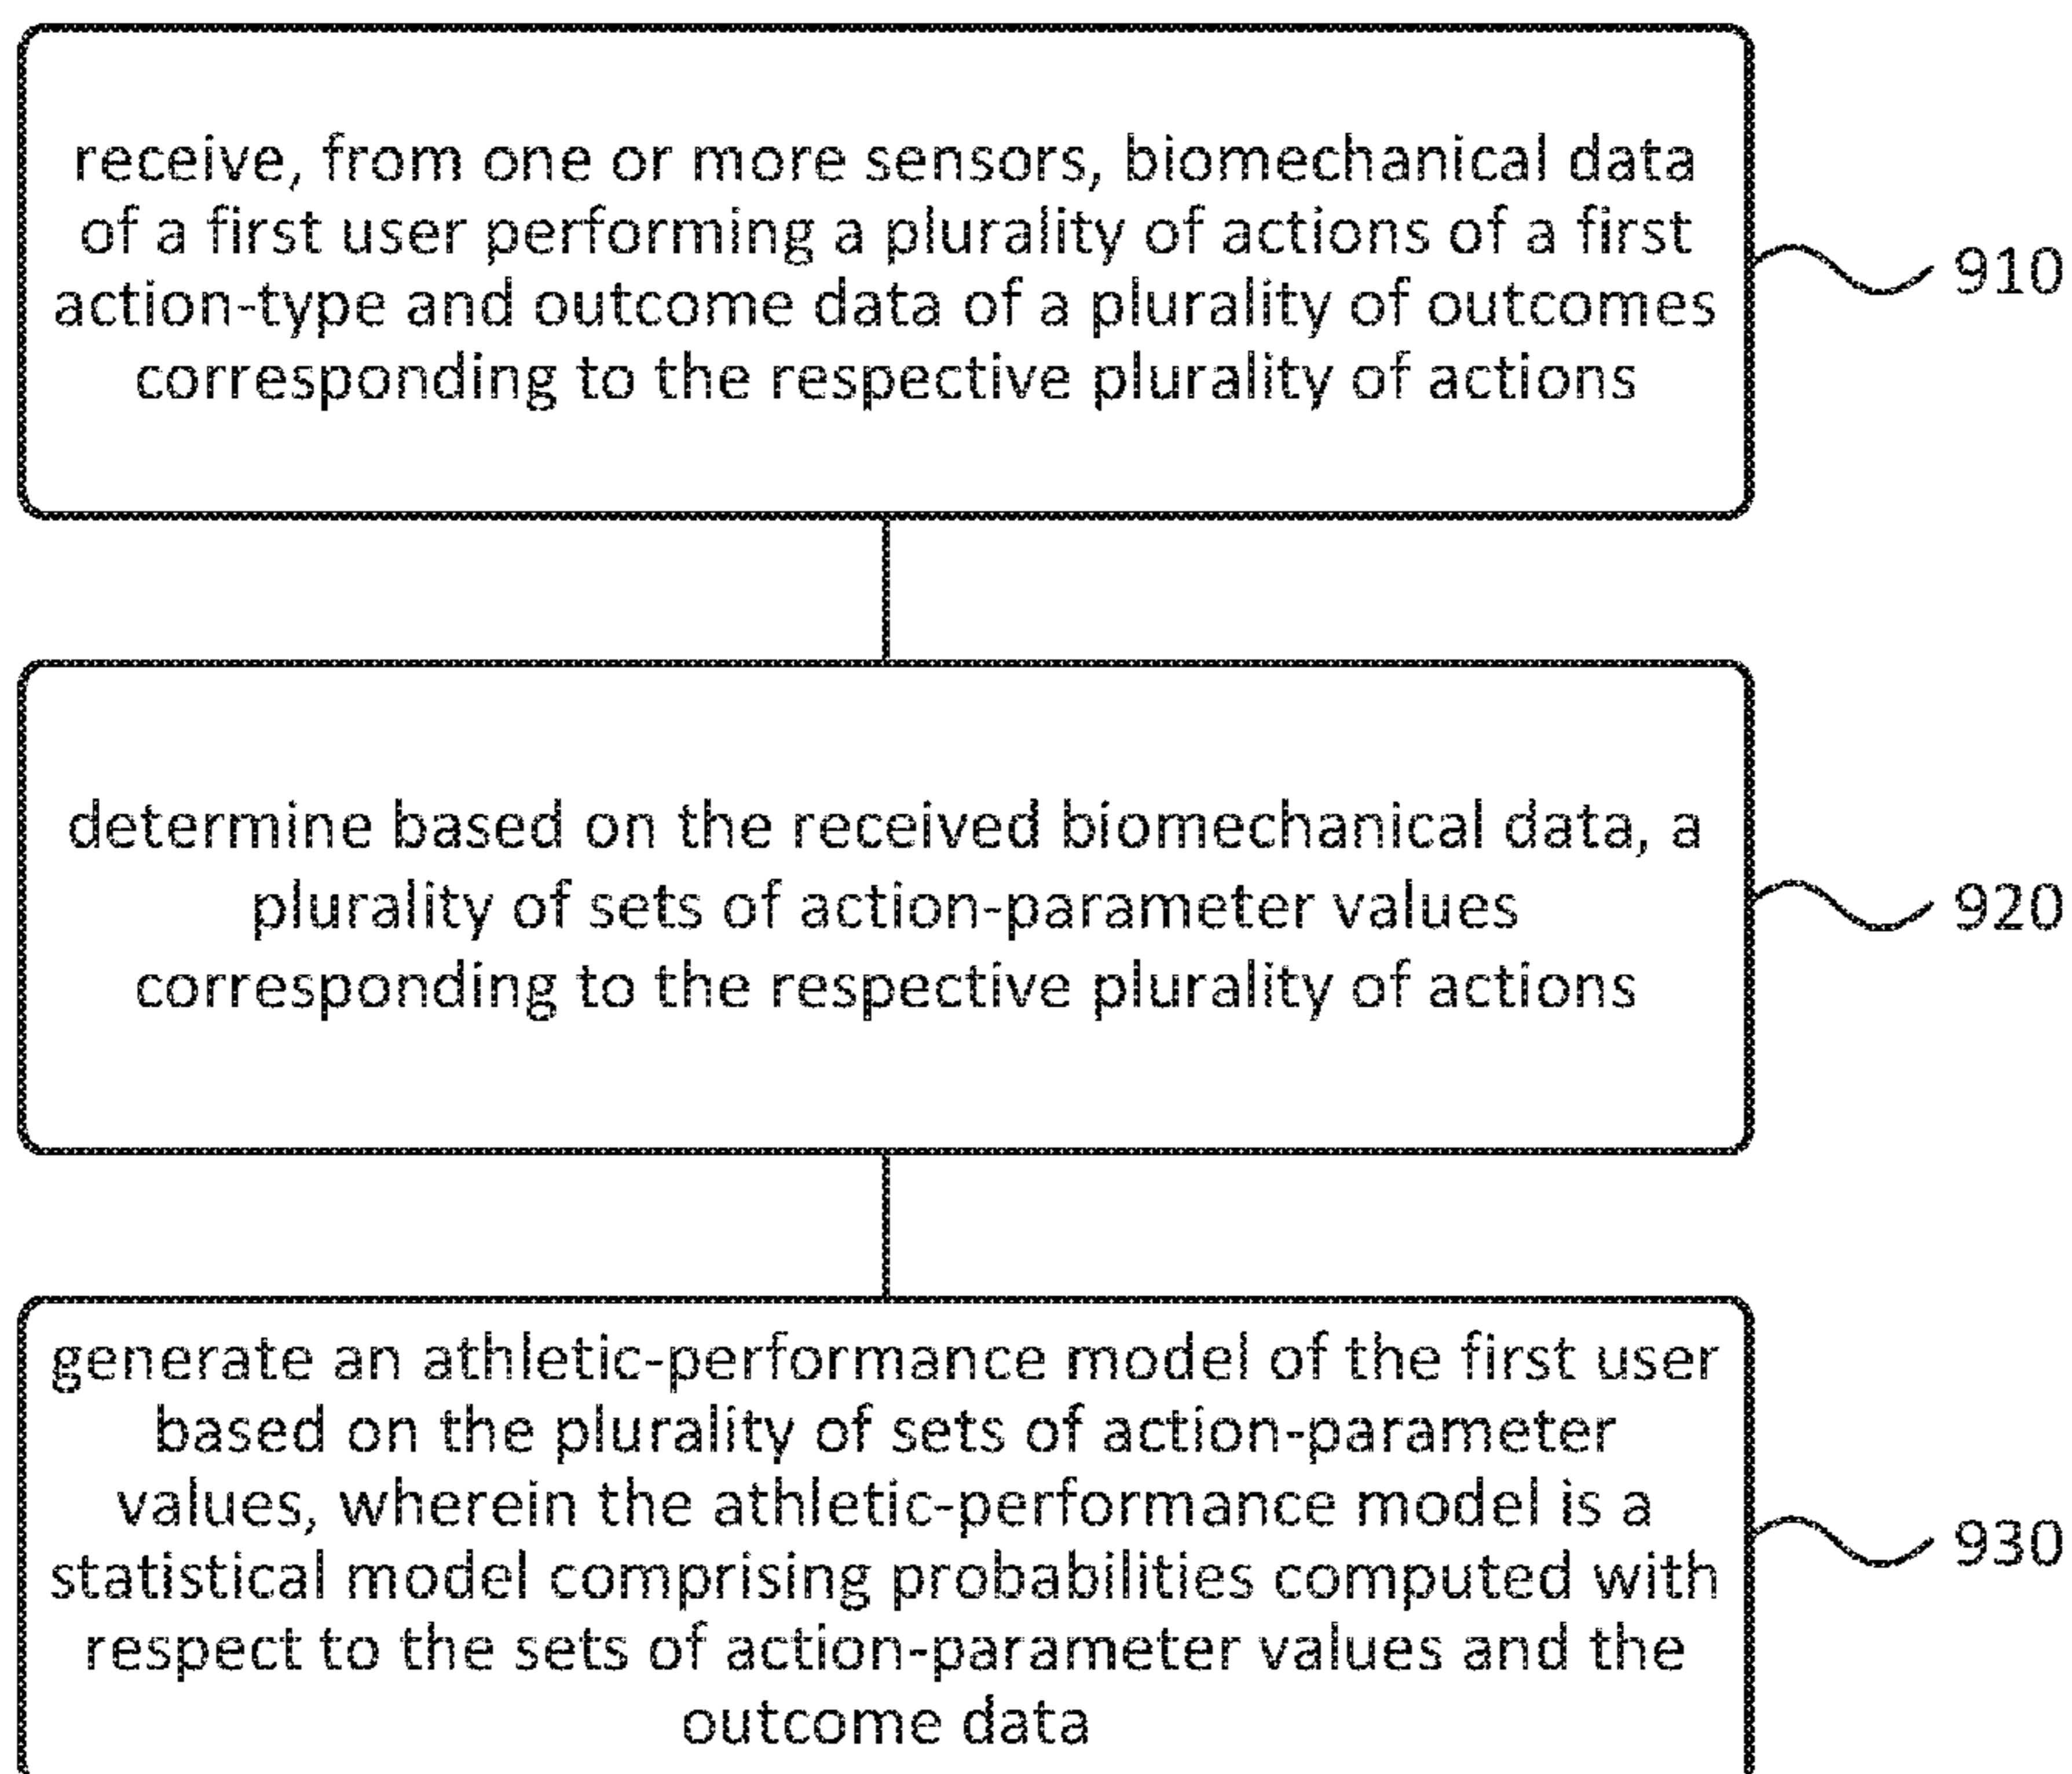 receive, from one or more sensors, biomechanical data
of a first user performing a plurality of actions of a first
action-type and outcome data of a plurality of outcomes
corresponding to the respective plurality of actions
910
determine based on the received biomechanical data, a
plurality of sets of action-parameter values
corresponding to the respective plurality of actions
920
generate an athletic-performance model of the first user
based on the plurality of sets of action-parameter
values, wherein the athletic-performance model is a
statistical model comprising probabilities computed with
respect to the sets of action-parameter values and the
outcome data
930